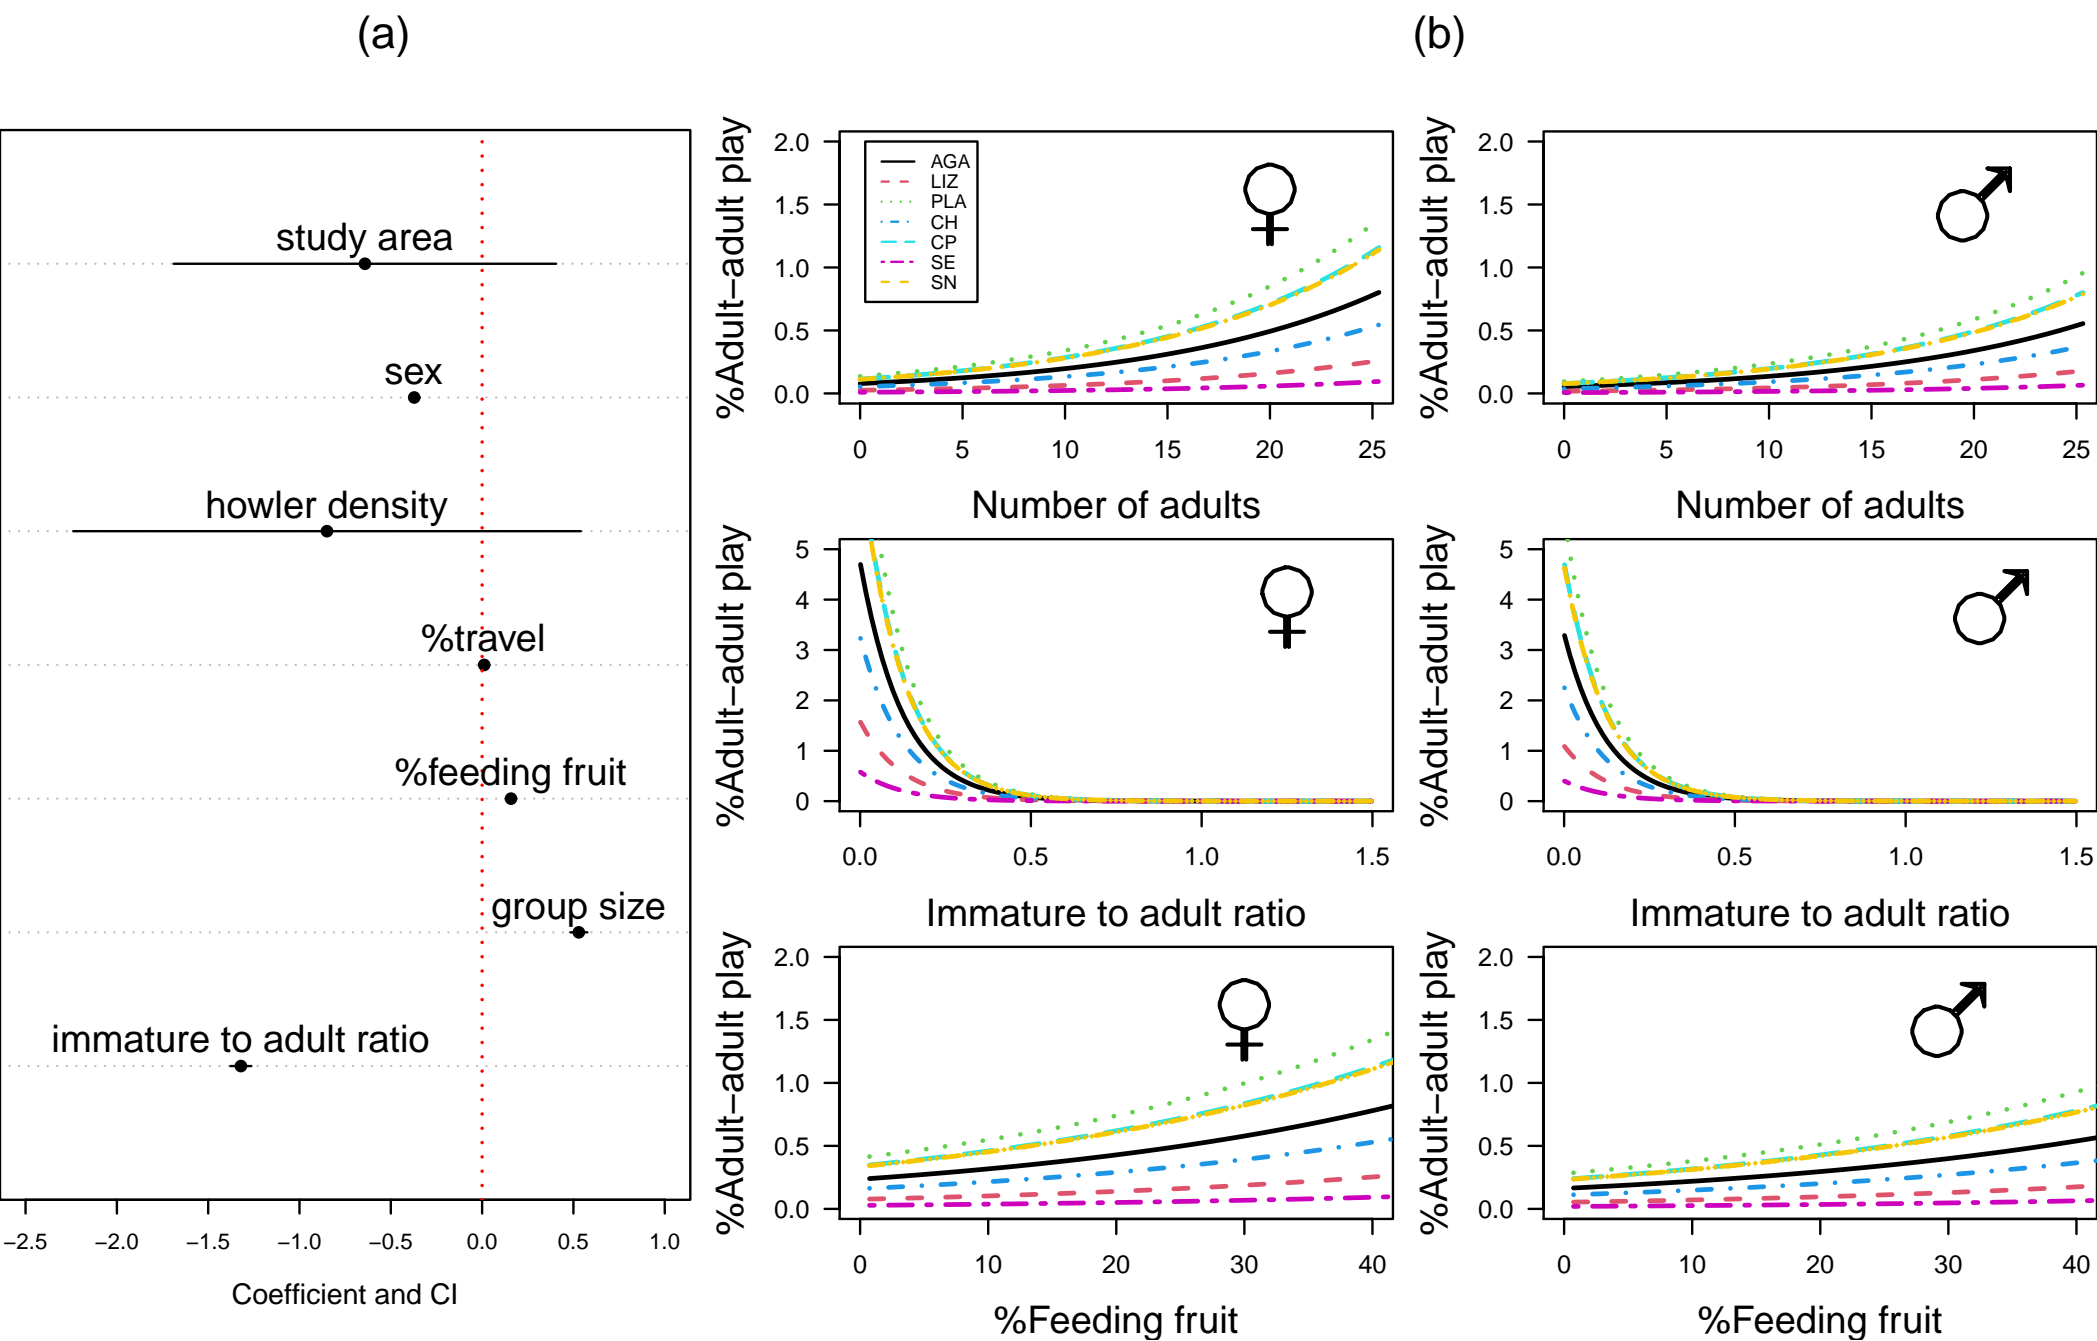 (a)
study area
sex
howler density
%travel
%feeding fruit
group size
immature to adult ratio
−2.5 −2.0 −1.5 −1.0 −0.5 0.0 0.5 1.0
Coefficient and CI
(b)
%Adult−adult play
2.0
1.5
1.0
0.5
0.0
AGA
LIZ
PLA
CH
CP
SE
SN
0 5 10 15 20 25
Number of adults
%Adult−adult play
2.0
1.5
1.0
0.5
0.0
0 5 10 15 20 25
Number of adults
%Adult−adult play
5
4
3
2
1
0
0.0 0.5 1.0 1.5
Immature to adult ratio
%Adult−adult play
5
4
3
2
1
0
0.0 0.5 1.0 1.5
Immature to adult ratio
%Adult−adult play
2.0
1.5
1.0
0.5
0.0
0 10 20 30 40
%Feeding fruit
%Adult−adult play
2.0
1.5
1.0
0.5
0.0
0 10 20 30 40
%Feeding fruit